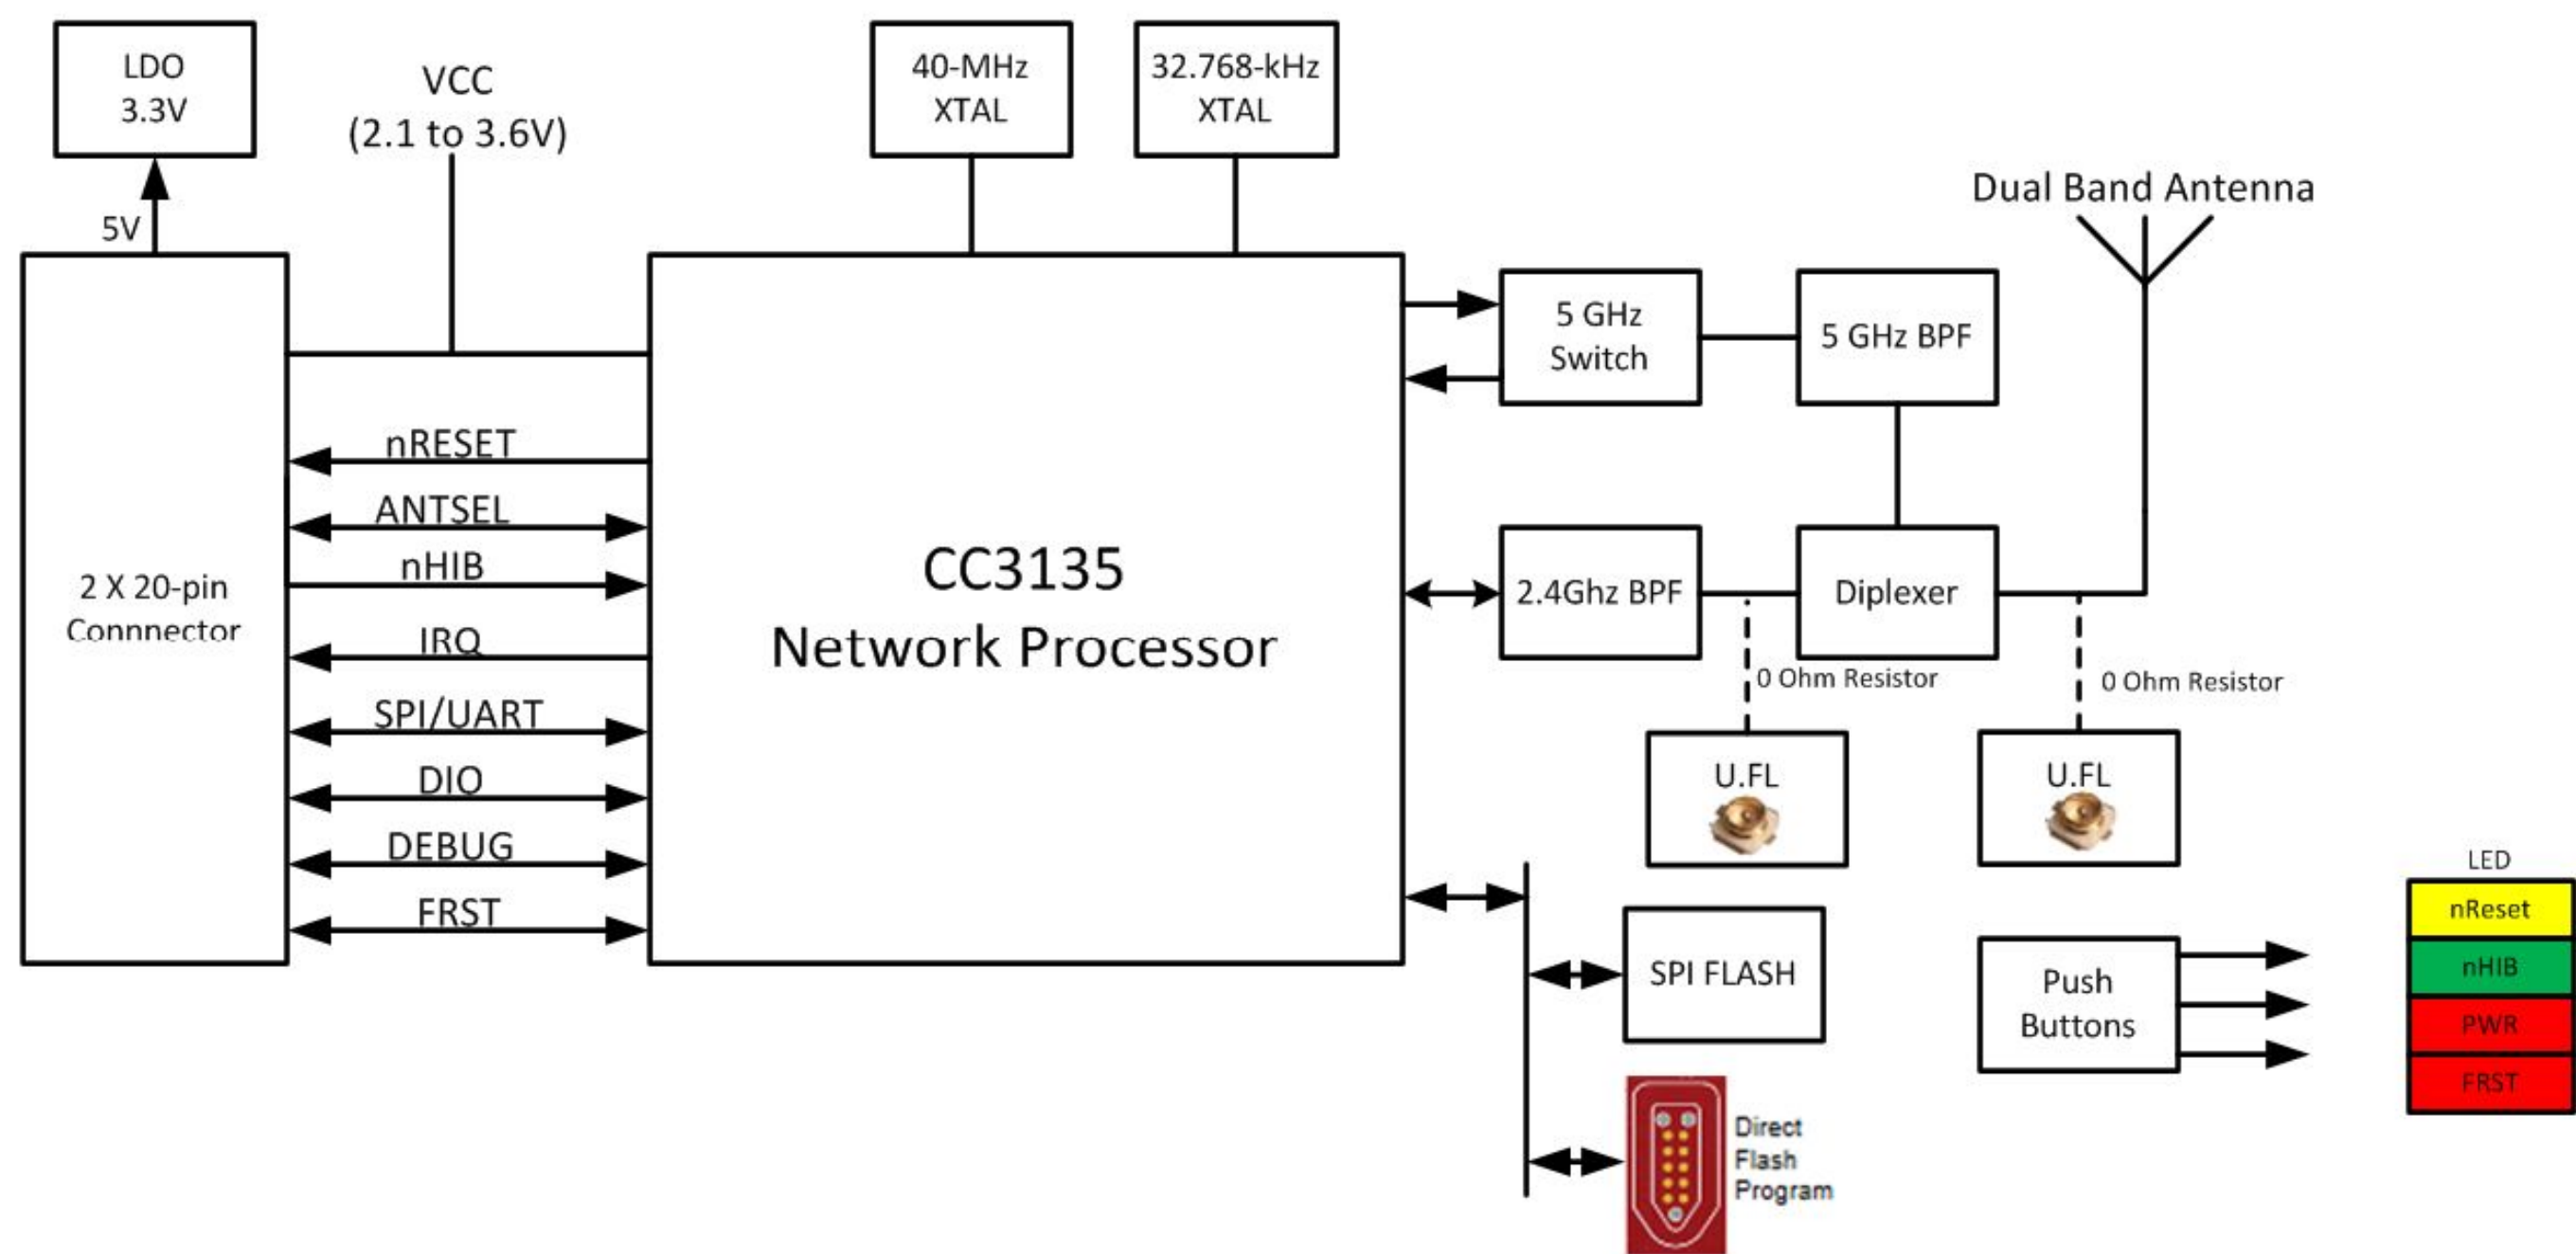 LDO
3.3V
VCC
(2.1 to 3.6V)
40-MHz
XTAL
32.768-kHz
XTAL
Dual Band Antenna
5V
5 GHz
Switch
5 GHz BPF
nRESET
ANTSEL
nHIB
IRQ
SPI/UART
DIO
DEBUG
FRST
2 X 20-pin
Connnector
CC3135
Network Processor
2.4Ghz BPF
Diplexer
0 Ohm Resistor
0 Ohm Resistor
U.FL
U.FL
SPI FLASH
Direct
Flash
Program
Push
Buttons
LED
nReset
nHIB
PWR
FRST